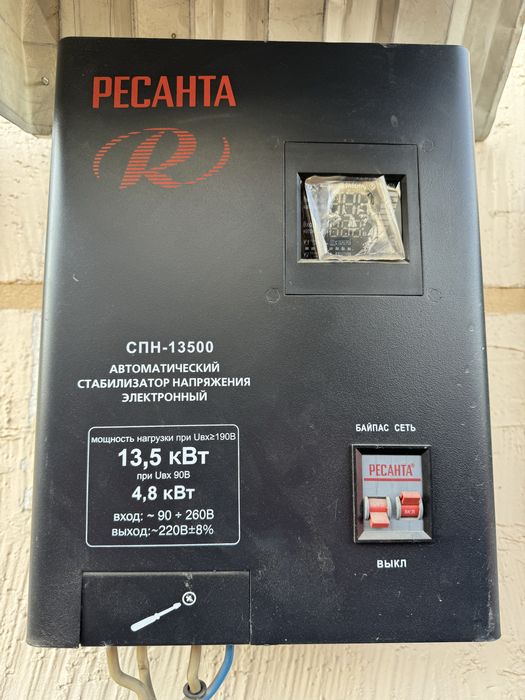 РЕСАНТА
R
СПН-13500
АВТОМАТИЧЕСКИЙ
СТАБИЛИЗАТОР НАПРЯЖЕНИЯ
ЭЛЕКТРОННЫЙ
мощность нагрузки при Uвх≥190В
13,5 кВт
при Uвх 90В
4,8 кВт
вход: ~ 90 ÷ 260В
выход:~220В±8%
БАЙПАС СЕТЬ
РЕСАНТА®
ВКЛ
ВЫКЛ